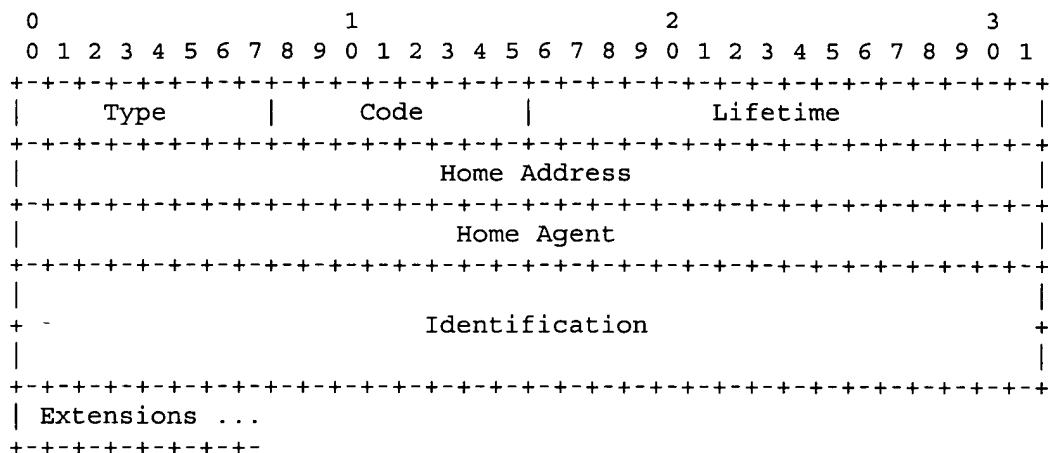 0                   1                   2                   3
 0 1 2 3 4 5 6 7 8 9 0 1 2 3 4 5 6 7 8 9 0 1 2 3 4 5 6 7 8 9 0 1
+-+-+-+-+-+-+-+-+-+-+-+-+-+-+-+-+-+-+-+-+-+-+-+-+-+-+-+-+-+-+-+-+
|     Type      |     Code      |           Lifetime            |
+-+-+-+-+-+-+-+-+-+-+-+-+-+-+-+-+-+-+-+-+-+-+-+-+-+-+-+-+-+-+-+-+
|                          Home Address                         |
+-+-+-+-+-+-+-+-+-+-+-+-+-+-+-+-+-+-+-+-+-+-+-+-+-+-+-+-+-+-+-+-+
|                           Home Agent                          |
+-+-+-+-+-+-+-+-+-+-+-+-+-+-+-+-+-+-+-+-+-+-+-+-+-+-+-+-+-+-+-+-+
|                                                               |
+                         Identification                        +
|                                                               |
+-+-+-+-+-+-+-+-+-+-+-+-+-+-+-+-+-+-+-+-+-+-+-+-+-+-+-+-+-+-+-+-+
| Extensions ...
+-+-+-+-+-+-+-+-